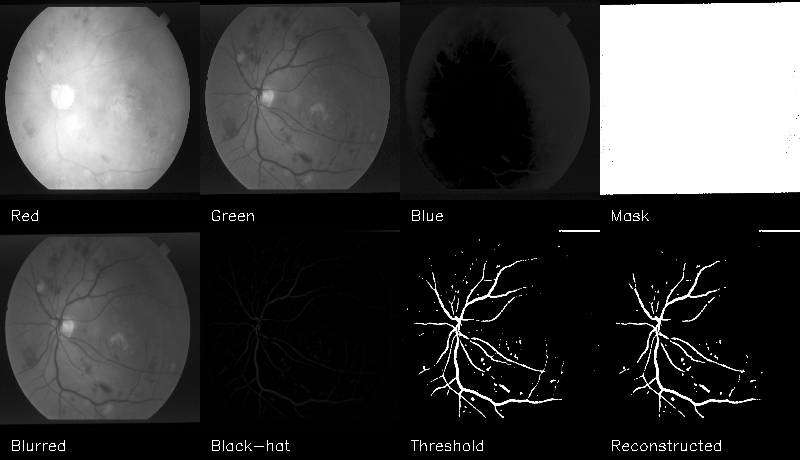 Red
Green
Blue
Mask
Blurred
Black-hat
Threshold
Reconstructed